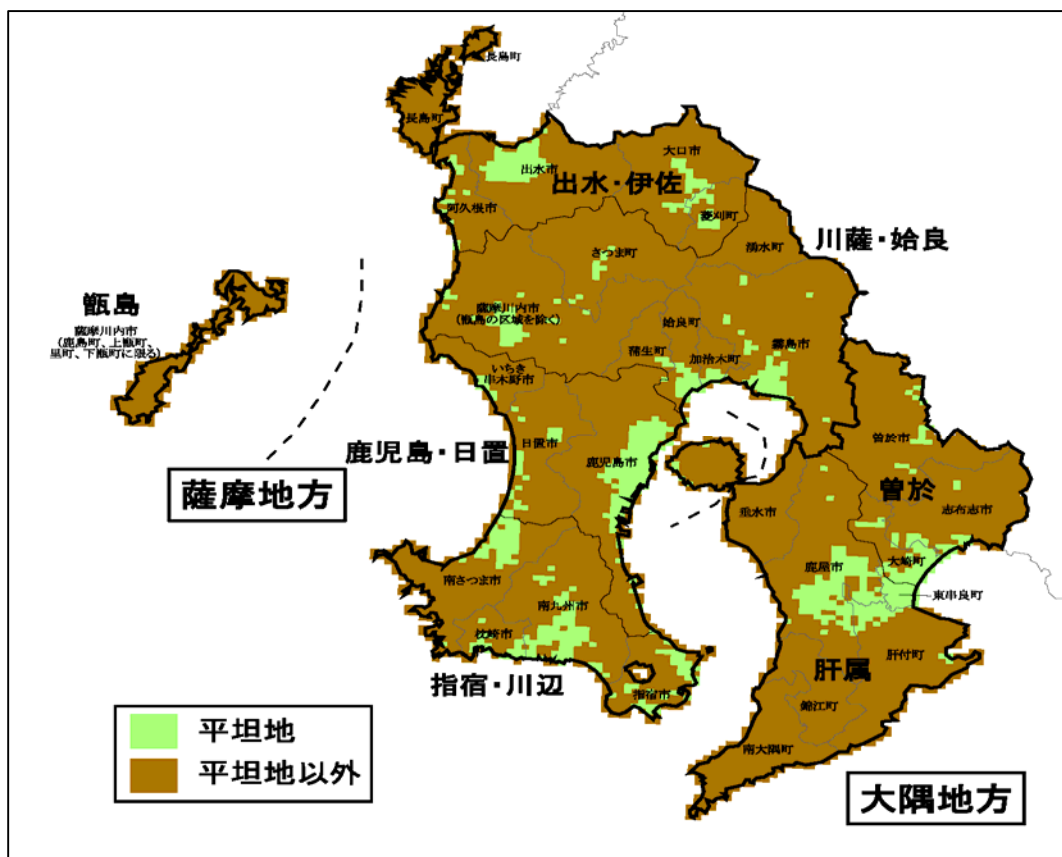 長島町
長島町
出水市
大口市
出水・伊佐
阿久根市
菱刈町
湧水町
川薩・姶良
さつま町
甑島
薩摩川内市
(鹿島町、上甑町、
里町、下甑町に限る)
薩摩川内市
(甑島の区域を除く)
姶良町
蒲生町
加治木町
霧島市
いちき
串木野市
日置市
鹿児島・日置
鹿児島市
曽於市
曽於
薩摩地方
垂水市
志布志市
大崎町
鹿屋市
東串良町
南さつま市
南九州市
枕崎市
肝付町
肝属
指宿・川辺
指宿市
錦江町
南大隅町
平坦地
平坦地以外
大隅地方